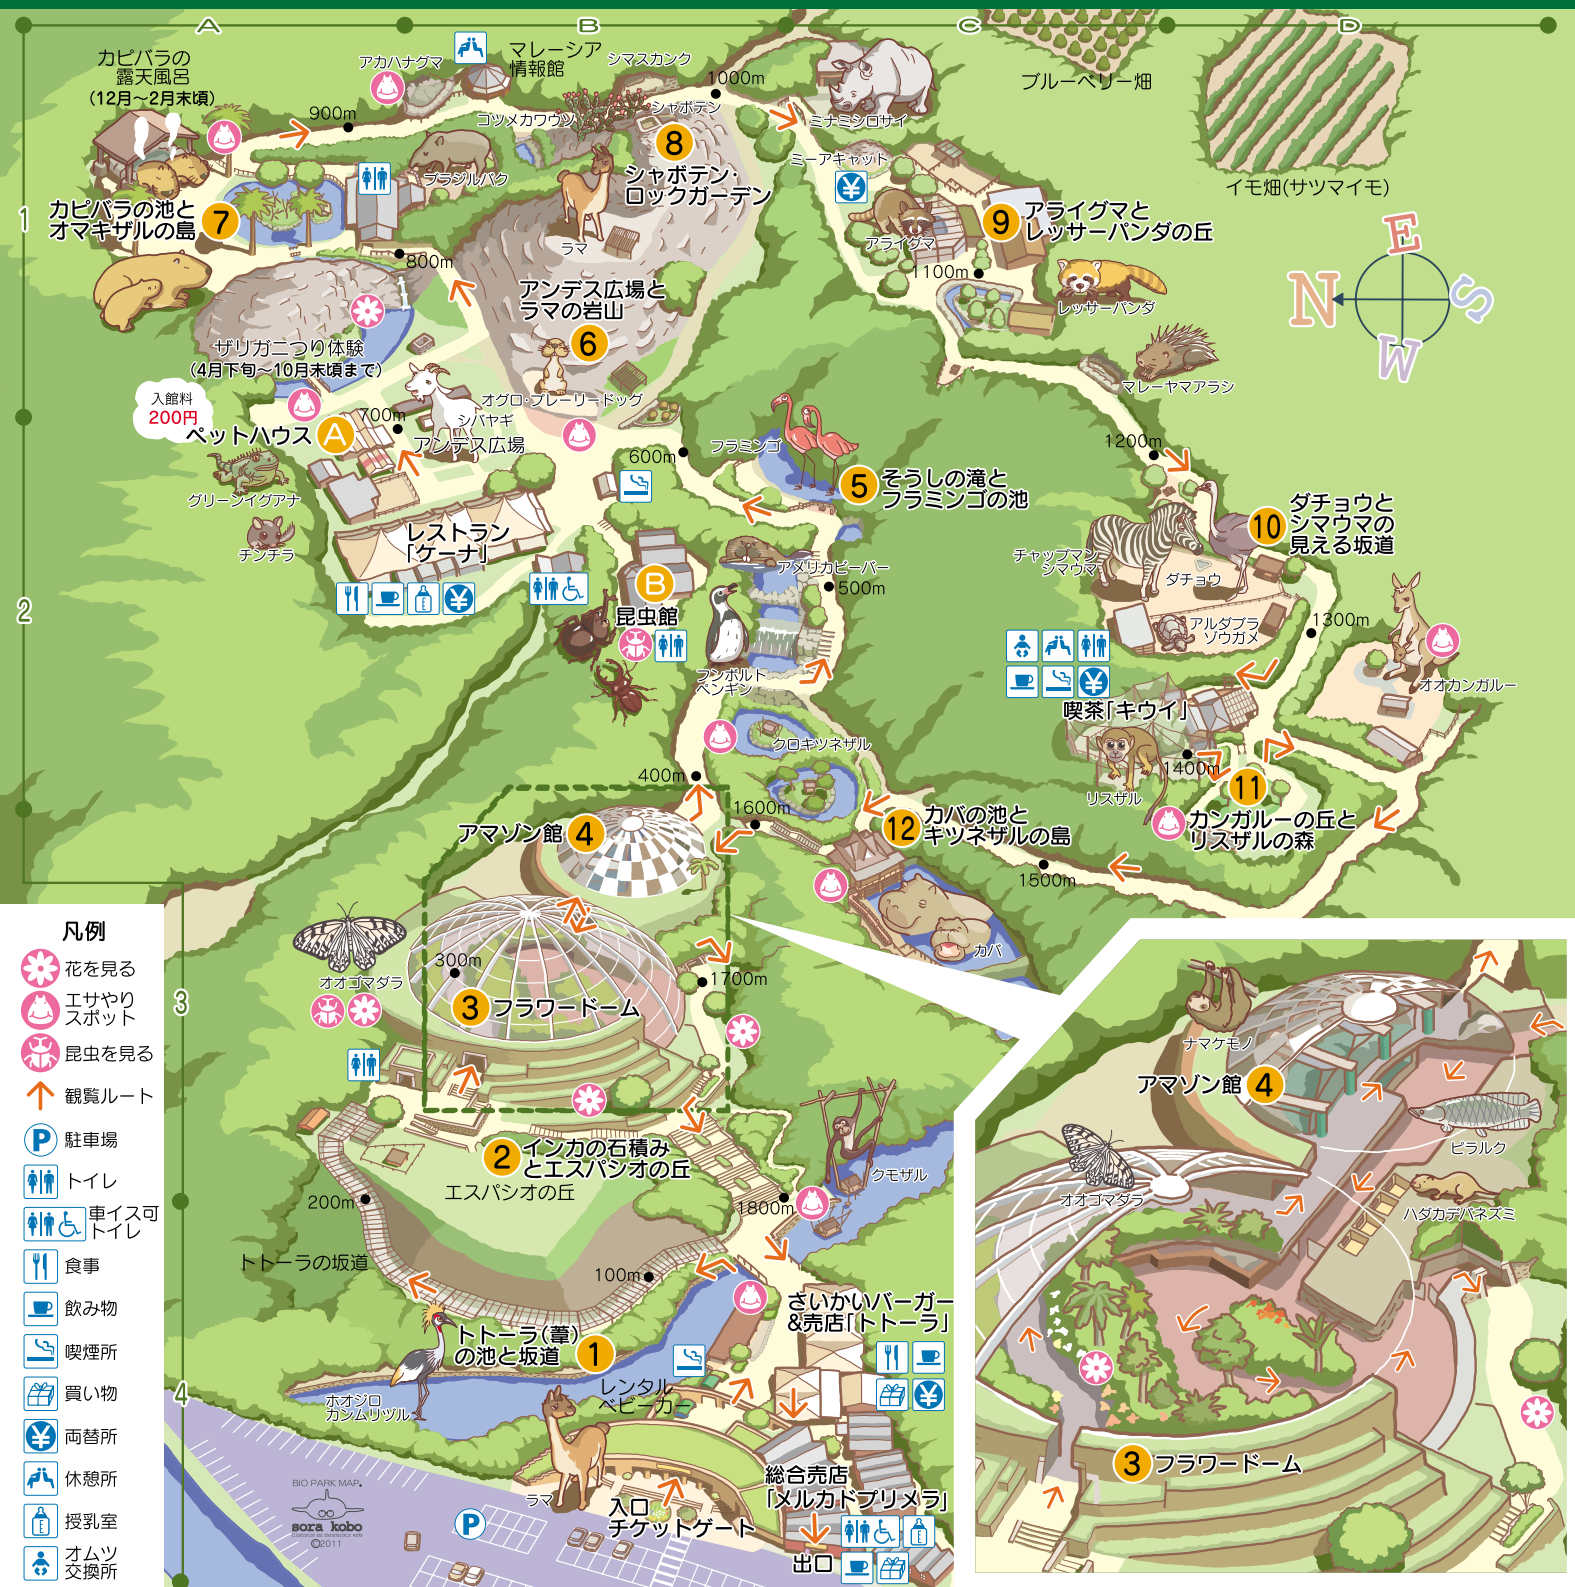 A
B
C
D
1
2
3
4
カピバラの
露天風呂
（12月～2月末頃）
アカハナグマ
マレーシア
情報館
シマスカンク
1000m
900m
コツメカワウソ
シャボテン
8
シャボテン・
ロックガーデン
ブラジルバク
ラマ
ミナミシロサイ
ミーアキャット
ブルーベリー畑
イモ畑(サツマイモ)
カピバラの池と
オマキザルの島
7
800m
アライグマ
9
アライグマと
レッサーパンダの丘
1100m
レッサーパンダ
E
N
S
W
アンデス広場と
ラマの岩山
6
ザリガニつり体験
（4月下旬～10月末頃まで）
オグロ・プレーリードッグ
マレーヤマアラシ
入館料
200円
ペットハウス
A
700m
シバヤギ
アンデス広場
グリーンイグアナ
チンチラ
レストラン
「ケーナ」
600m
フラミンゴ
5
そうしの滝と
フラミンゴの池
1200m
10
ダチョウと
シマウマの
見える坂道
チャップマン
シマウマ
ダチョウ
アルダブラ
ゾウガメ
1300m
オオカンガルー
B
昆虫館
アメリカビーバー
500m
フンボルト
ペンギン
喫茶「キウイ」
リスザル
1400m
11
カンガルーの丘と
リスザルの森
クロキツネザル
400m
1600m
12
カバの池と
キツネザルの島
1500m
カバ
アマゾン館
4
オオゴマダラ
300m
3
フラワードーム
1700m
2
インカの石積み
とエスパシオの丘
エスパシオの丘
200m
トトーラの坂道
100m
クモザル
1800m
トトーラ（葦）
の池と坂道
1
ホオジロ
カンムリヅル
さいかいバーガー
&売店「トトーラ」
レンタル
ベビーカー
ラマ
入口
チケットゲート
総合売店
「メルカドプリメラ」
出口
P
BIO PARK MAP.
sora kobo
©2011
凡例
花を見る
エサやり
スポット
昆虫を見る
観覧ルート
P
駐車場
トイレ
車イス可
トイレ
食事
飲み物
喫煙所
買い物
両替所
休憩所
授乳室
オムツ
交換所
ナマケモノ
アマゾン館
4
ピラルク
オオゴマダラ
ハダカデバネズミ
3
フラワードーム